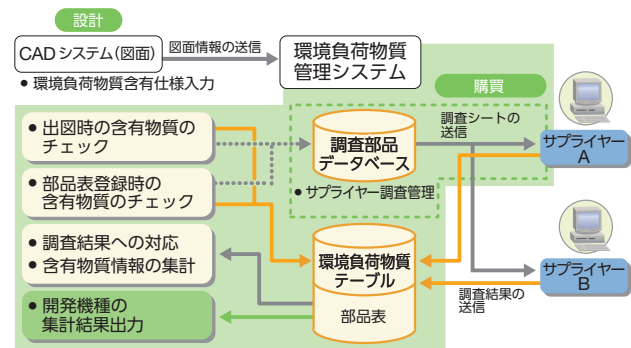 設計
CADシステム(図面)
図面情報の送信
環境負荷物質
管理システム
● 環境負荷物質含有仕様入力
購買
● 出図時の含有物質の
チェック
● 部品表登録時の
含有物質のチェック
調査部品
データベース
● サプライヤー調査管理
調査シートの
送信
サプライヤー
A
● 調査結果への対応
● 含有物質情報の集計
環境負荷物質
テーブル
部品表
サプライヤー
B
調査結果の
送信
● 開発機種の
集計結果出力